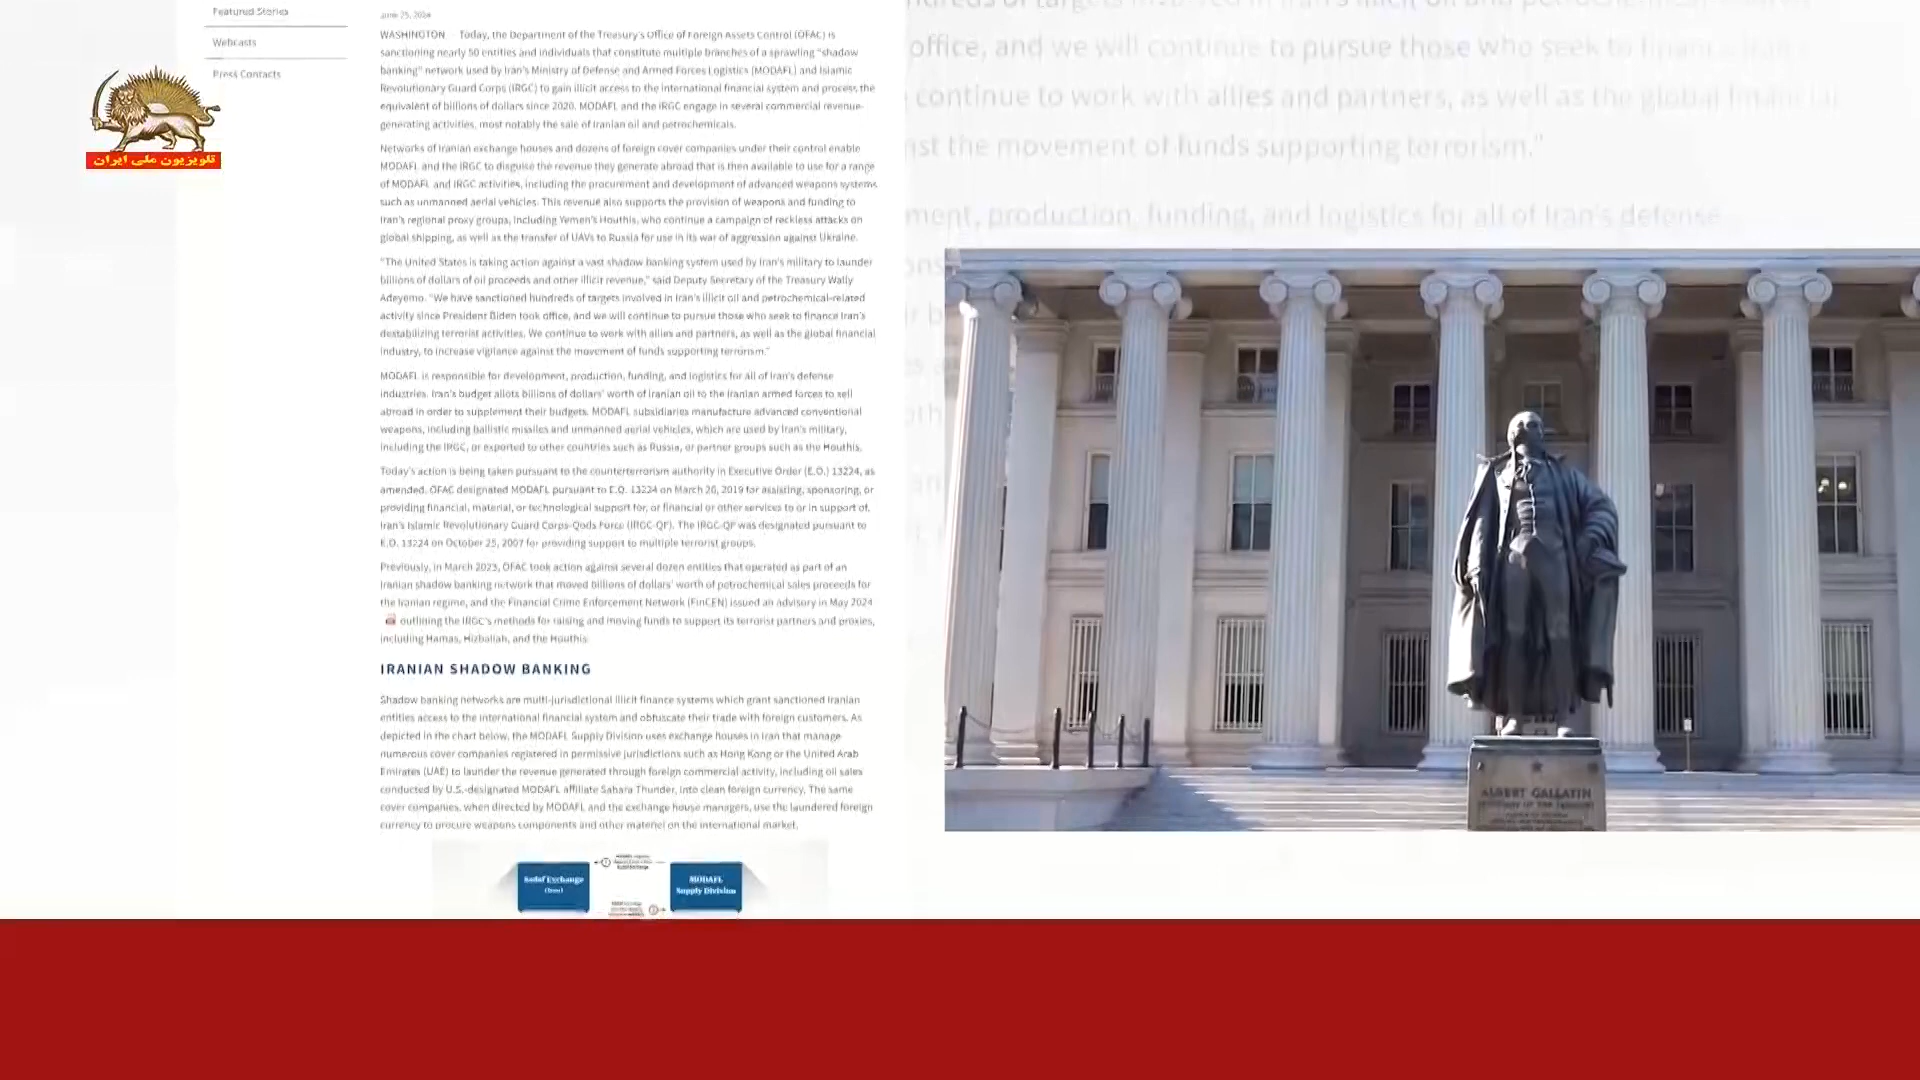 Featured Stories
Webcasts
Press Contacts
تلویزیون ملی ایران
June 25, 2024
WASHINGTON — Today, the Department of the Treasury's Office of Foreign Assets Control (OFAC) is
sanctioning nearly 50 entities and individuals that constitute multiple branches of a sprawling "shadow
banking" network used by Iran's Ministry of Defense and Armed Forces Logistics (MODAFL) and Islamic
Revolutionary Guard Corps (IRGC) to gain illicit access to the international financial system and process the
equivalent of billions of dollars since 2020. MODAFL and the IRGC engage in several commercial revenue-
generating activities, most notably the sale of Iranian oil and petrochemicals.
Networks of Iranian exchange houses and dozens of foreign cover companies under their control enable
MODAFL and the IRGC to disguise the revenue they generate abroad that is then available to use for a range
of MODAFL and IRGC activities, including the procurement and development of advanced weapons systems
such as unmanned aerial vehicles. This revenue also supports the provision of weapons and funding to
Iran's regional proxy groups, including Yemen's Houthis, who continue a campaign of reckless attacks on
global shipping, as well as the transfer of UAVs to Russia for use in its war of aggression against Ukraine.
"The United States is taking action against a vast shadow banking system used by Iran's military to launder
billions of dollars of oil proceeds and other illicit revenue," said Deputy Secretary of the Treasury Wally
Adeyemo. "We have sanctioned hundreds of targets involved in Iran's illicit oil and petrochemical-related
activity since President Biden took office, and we will continue to pursue those who seek to finance Iran's
destabilizing terrorist activities. We continue to work with allies and partners, as well as the global financial
industry, to increase vigilance against the movement of funds supporting terrorism."
MODAFL is responsible for development, production, funding, and logistics for all of Iran's defense
industries. Iran's budget allots billions of dollars' worth of Iranian oil to the Iranian armed forces to sell
abroad in order to supplement their budgets. MODAFL subsidiaries manufacture advanced conventional
weapons, including ballistic missiles and unmanned aerial vehicles, which are used by Iran's military,
including the IRGC, or exported to other countries such as Russia, or partner groups such as the Houthis.
Today's action is being taken pursuant to the counterterrorism authority in Executive Order (E.O.) 13224, as
amended. OFAC designated MODAFL pursuant to E.O. 13224 on March 26, 2019 for assisting, sponsoring, or
providing financial, material, or technological support for, or financial or other services to or in support of,
Iran's Islamic Revolutionary Guard Corps-Qods Force (IRGC-QF). The IRGC-QF was designated pursuant to
E.O. 13224 on October 25, 2007 for providing support to multiple terrorist groups.
Previously, in March 2023, OFAC took action against several dozen entities that operated as part of an
Iranian shadow banking network that moved billions of dollars' worth of petrochemical sales proceeds for
the Iranian regime, and the Financial Crime Enforcement Network (FinCEN) issued an advisory in May 2024
outlining the IRGC's methods for raising and moving funds to support its terrorist partners and proxies,
including Hamas, Hizballah, and the Houthis.
IRANIAN SHADOW BANKING
Shadow banking networks are multi-jurisdictional illicit finance systems which grant sanctioned Iranian
entities access to the international financial system and obfuscate their trade with foreign customers. As
depicted in the chart below, the MODAFL Supply Division uses exchange houses in Iran that manage
numerous cover companies registered in permissive jurisdictions such as Hong Kong or the United Arab
Emirates (UAE) to launder the revenue generated through foreign commercial activity, including oil sales
conducted by U.S.-designated MODAFL affiliate Sahara Thunder, into clean foreign currency. The same
cover companies, when directed by MODAFL and the exchange house managers, use the laundered foreign
currency to procure weapons components and other materiel on the international market.
Sadaf Exchange
(Iran)
MODAFL
Supply Division
office, and we will continue to pursue those who seek to
continue to work with allies and partners, as well as the global financial
the movement of funds supporting terrorism."
production, funding, and logistics for all of Iran's defense
ALBERT GALLATIN